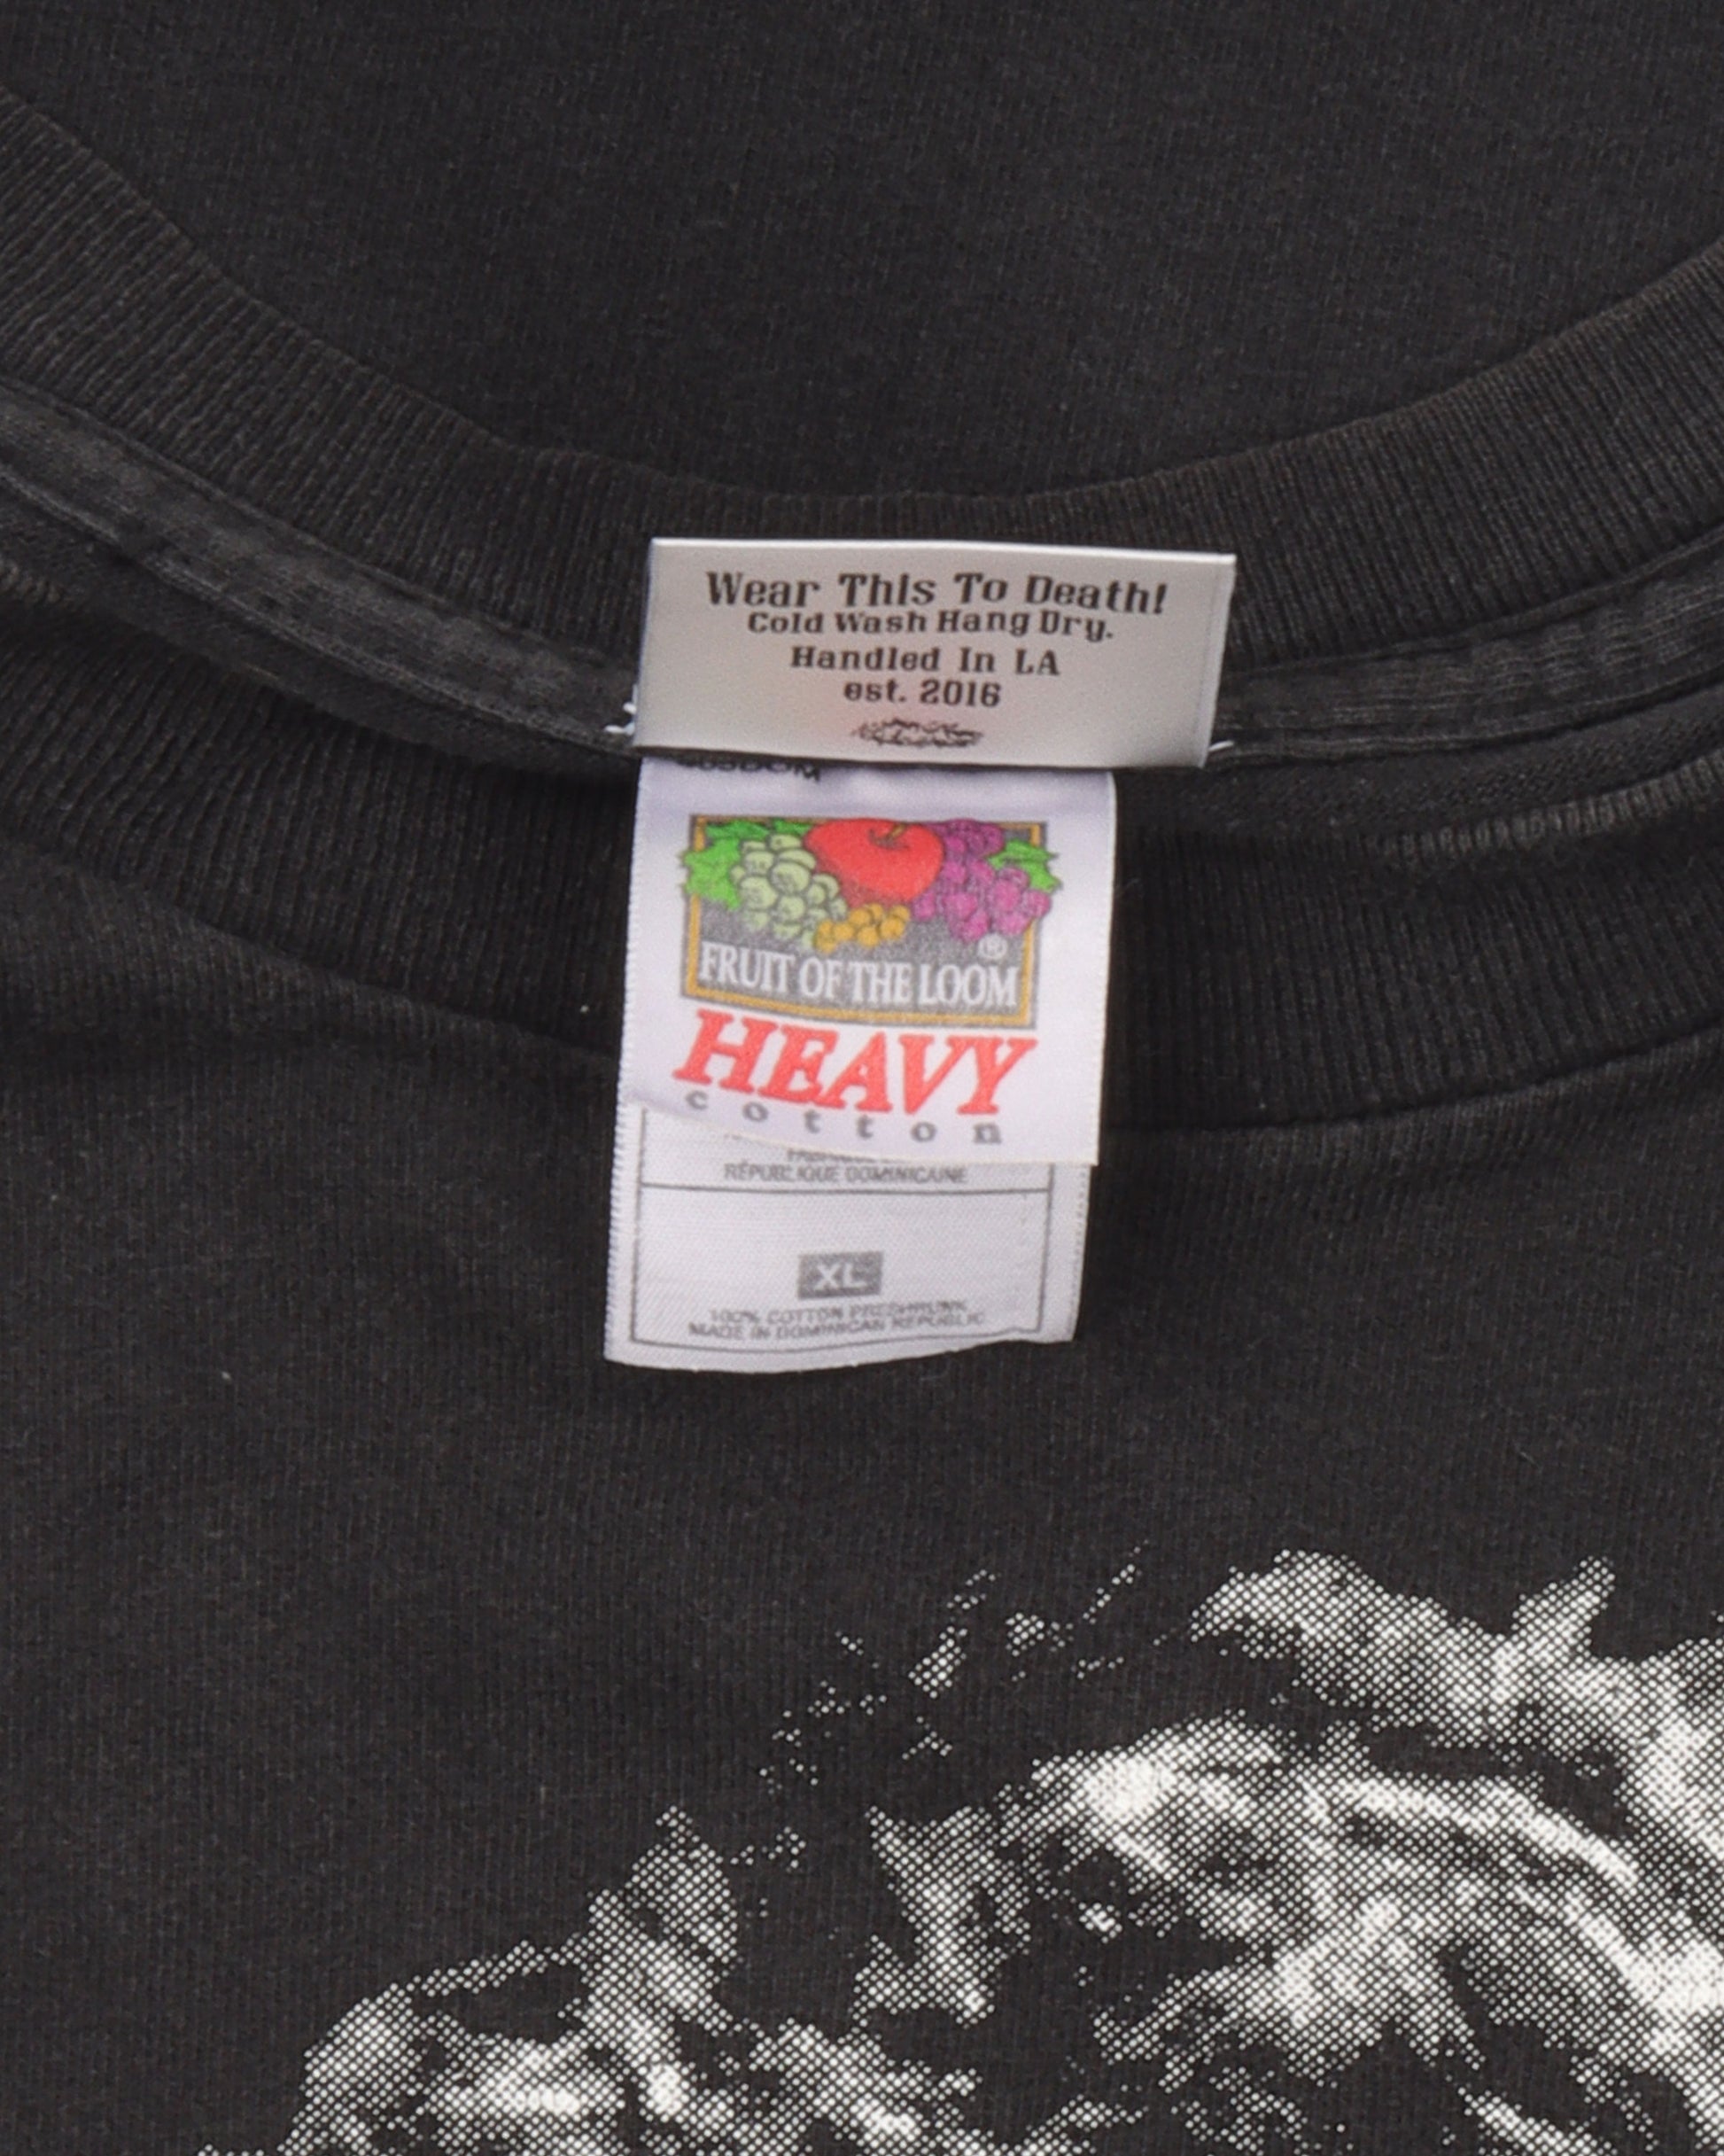 Wear This To Death!
Cold Wash Hang Dry.
Handled In LA
est. 2016
®
FRUIT OF THE LOOM
HEAVY
cotton
RÉPUBLIQUE DOMINICAINE
XL
100% COTTON PRESHRUNK
MADE IN DOMINICAN REPUBLIC